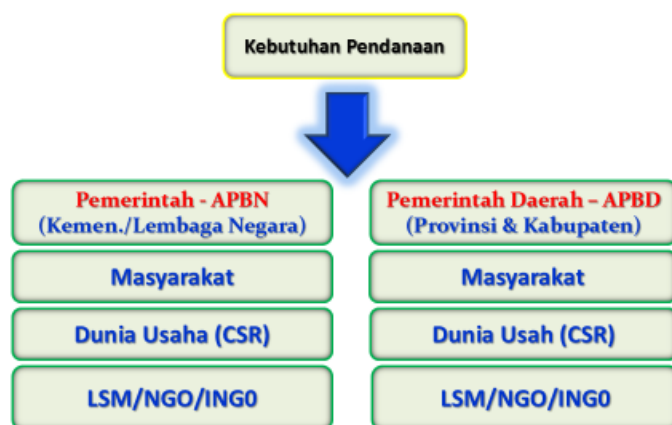 Kebutuhan Pendanaan
Pemerintah - APBN
(Kemen./Lembaga Negara)
Masyarakat
Dunia Usaha (CSR)
LSM/NGO/ING0
Pemerintah Daerah – APBD
(Provinsi & Kabupaten)
Masyarakat
Dunia Usah (CSR)
LSM/NGO/ING0